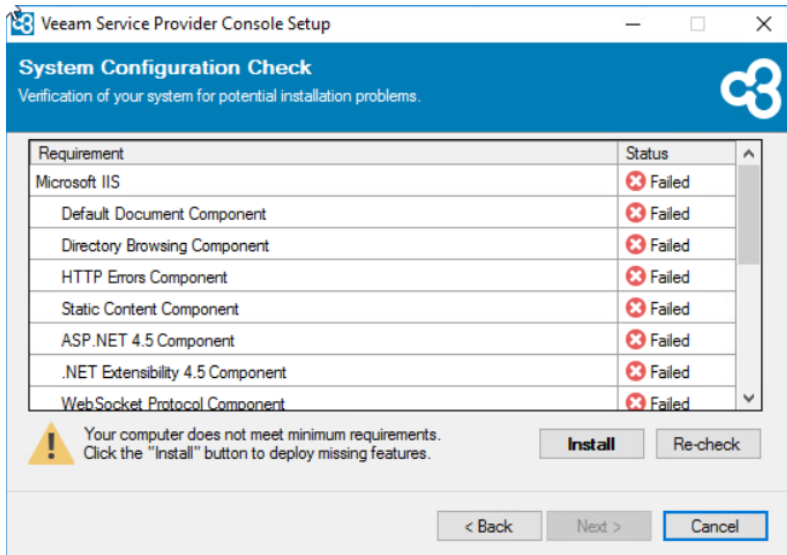 Veeam Service Provider Console Setup
System Configuration Check
Verification of your system for potential installation problems.
Requirement Status
Microsoft IIS Failed
Default Document Component Failed
Directory Browsing Component Failed
HTTP Errors Component Failed
Static Content Component Failed
ASP.NET 4.5 Component Failed
.NET Extensibility 4.5 Component Failed
WebSocket Protocol Component Failed
Your computer does not meet minimum requirements.
Click the "Install" button to deploy missing features.
Install Re-check
< Back Next > Cancel